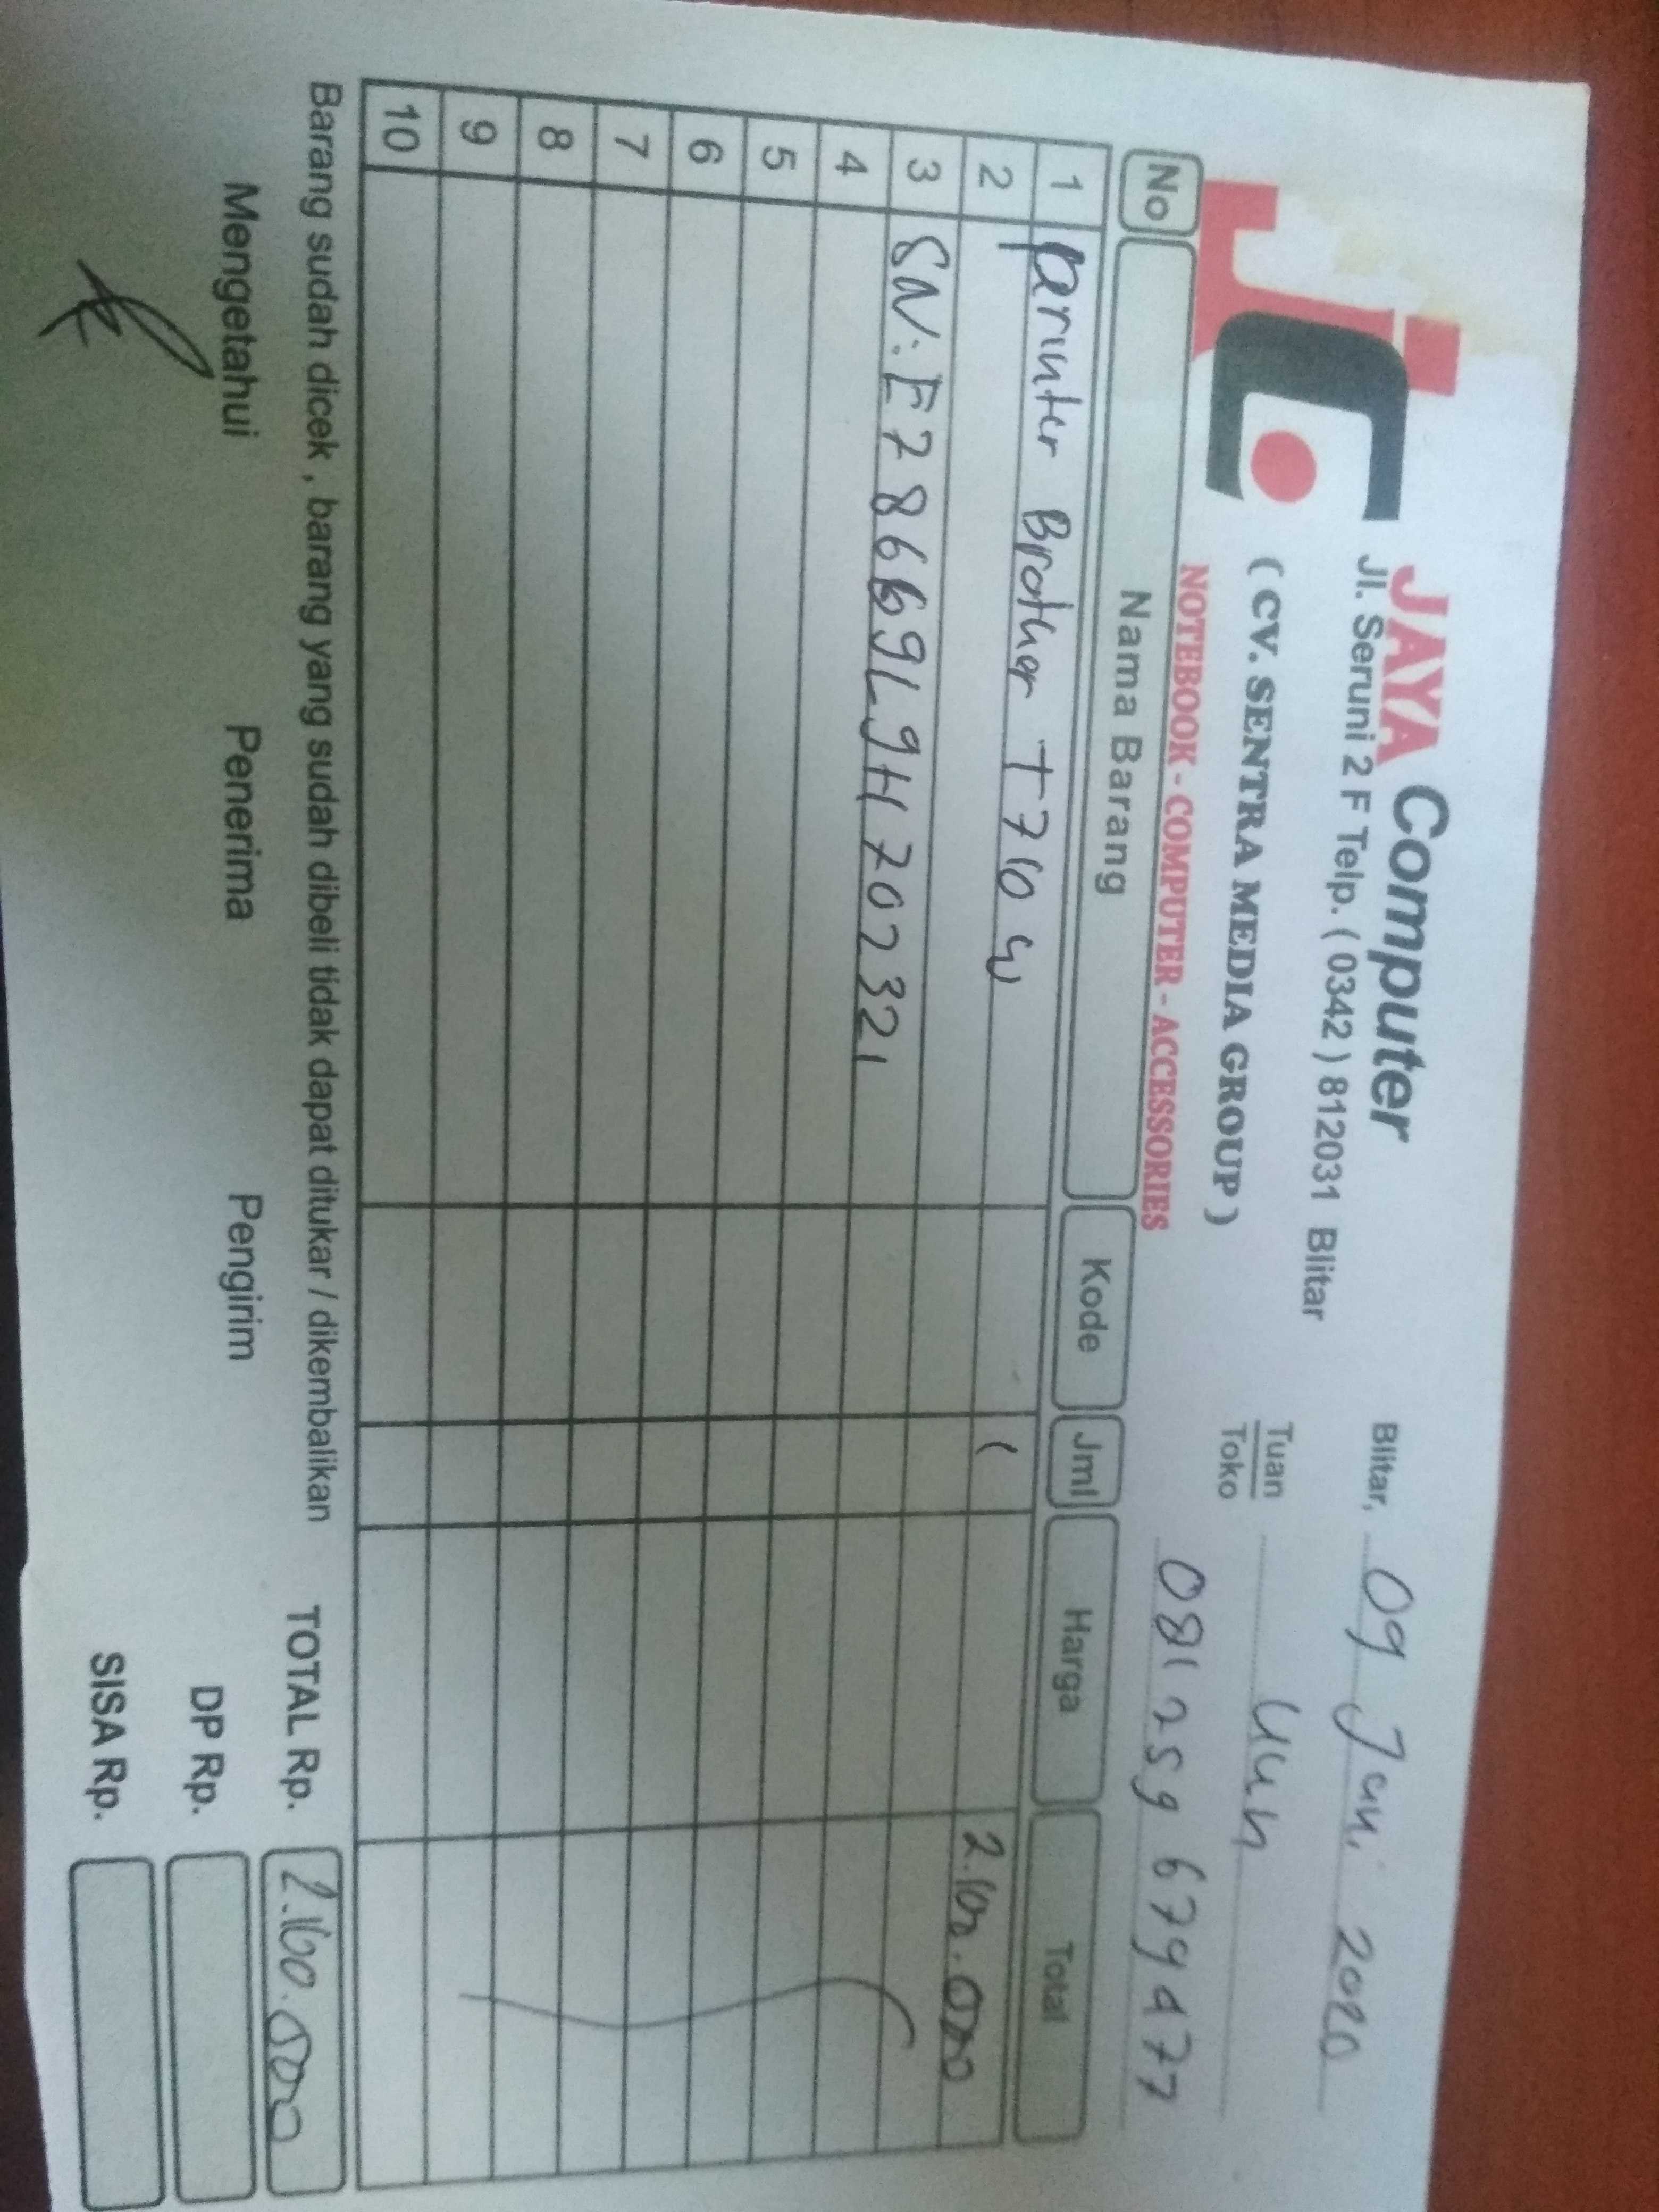 JAYA Computer
Jl. Seruni 2 F Telp. ( 0342 ) 812031 Blitar
( CV. SENTRA MEDIA GROUP )
NOTEBOOK - COMPUTER - ACCESSORIES
Blitar, 09 Juni 2020
Tuan
Toko
Uuh
081 259 679 477
No Nama Barang Kode Jml Harga Total
1 Printer Brother T710 W 1 2.100.000
2
3 SN: E786669L9H702321
4
5
6
7
8
9
10
Barang sudah dicek , barang yang sudah dibeli tidak dapat ditukar / dikembalikan
TOTAL Rp. 2.100.000
Mengetahui Penerima Pengirim
DP Rp.
SISA Rp.